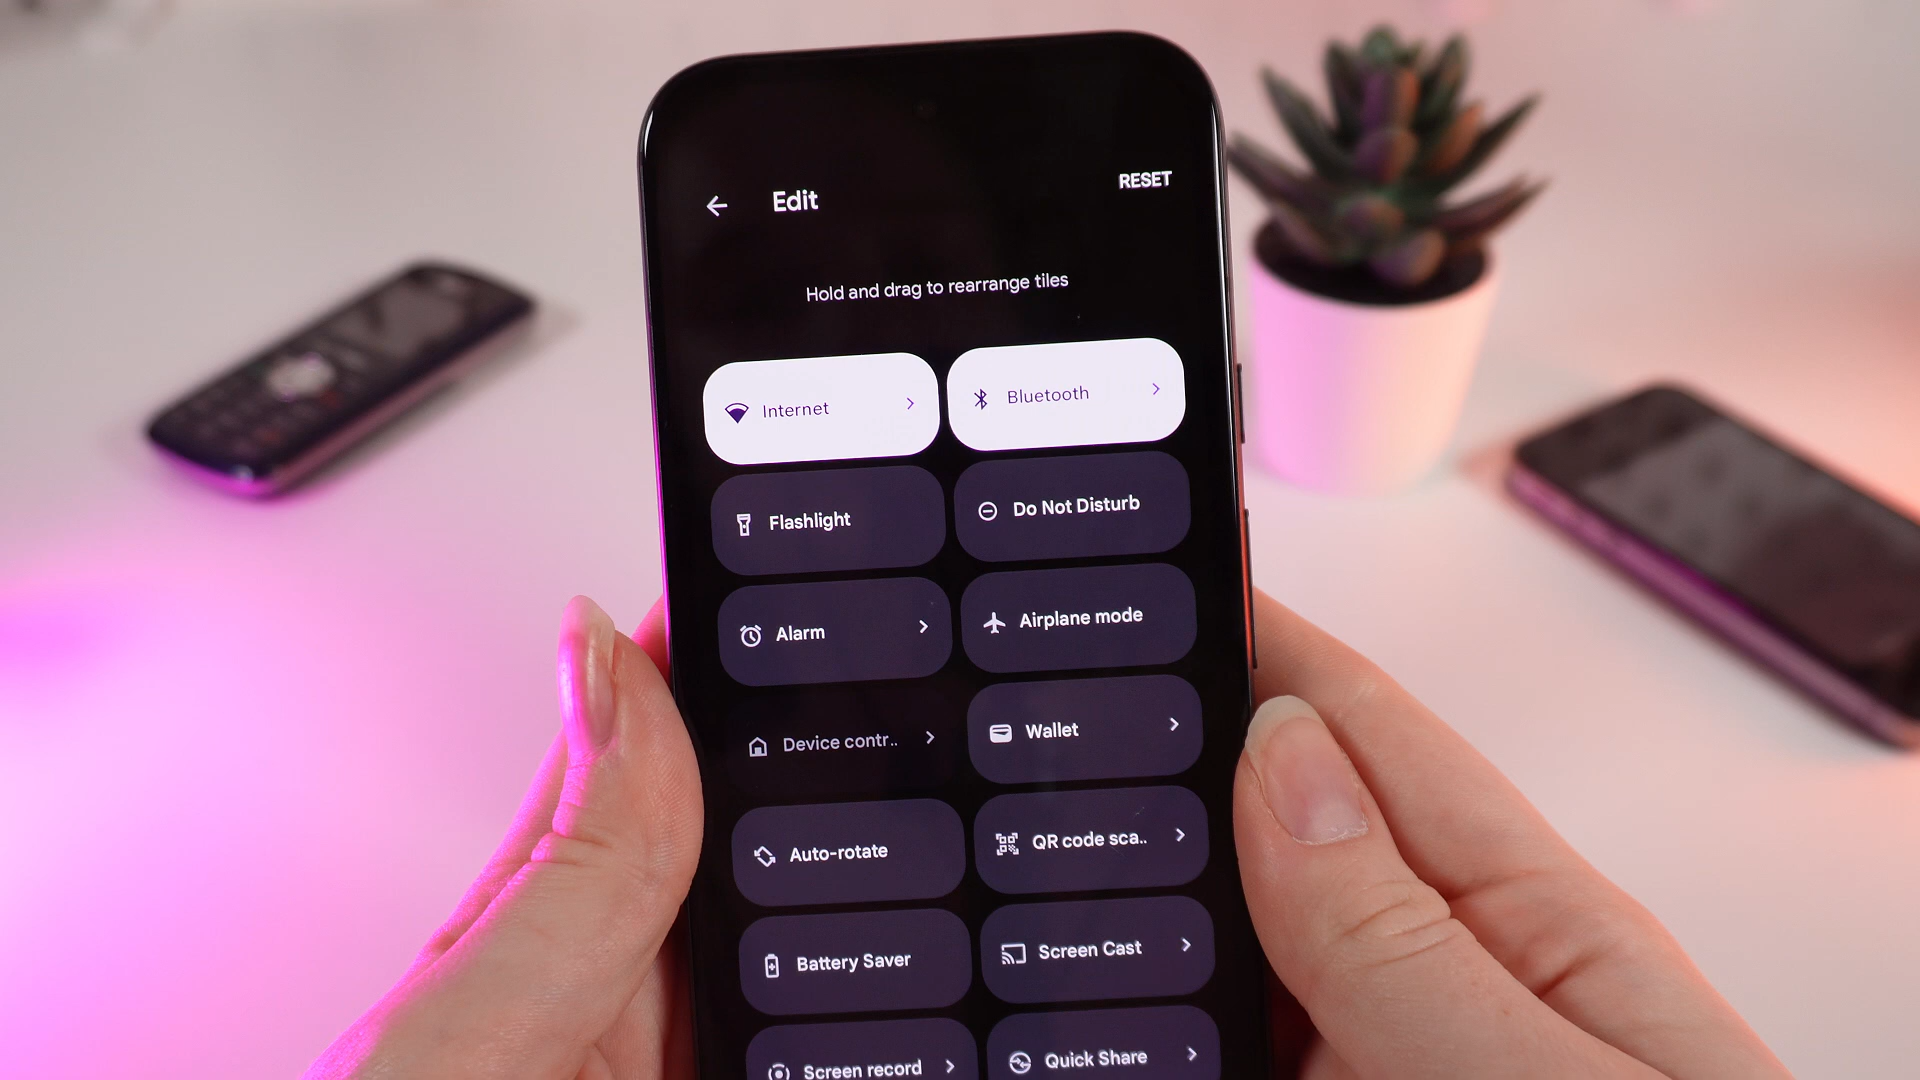 Edit
RESET
Hold and drag to rearrange tiles
Internet
Bluetooth
Flashlight
Do Not Disturb
Alarm
Airplane mode
Device contr..
Wallet
Auto-rotate
QR code sca..
Battery Saver
Screen Cast
Screen record
Quick Share